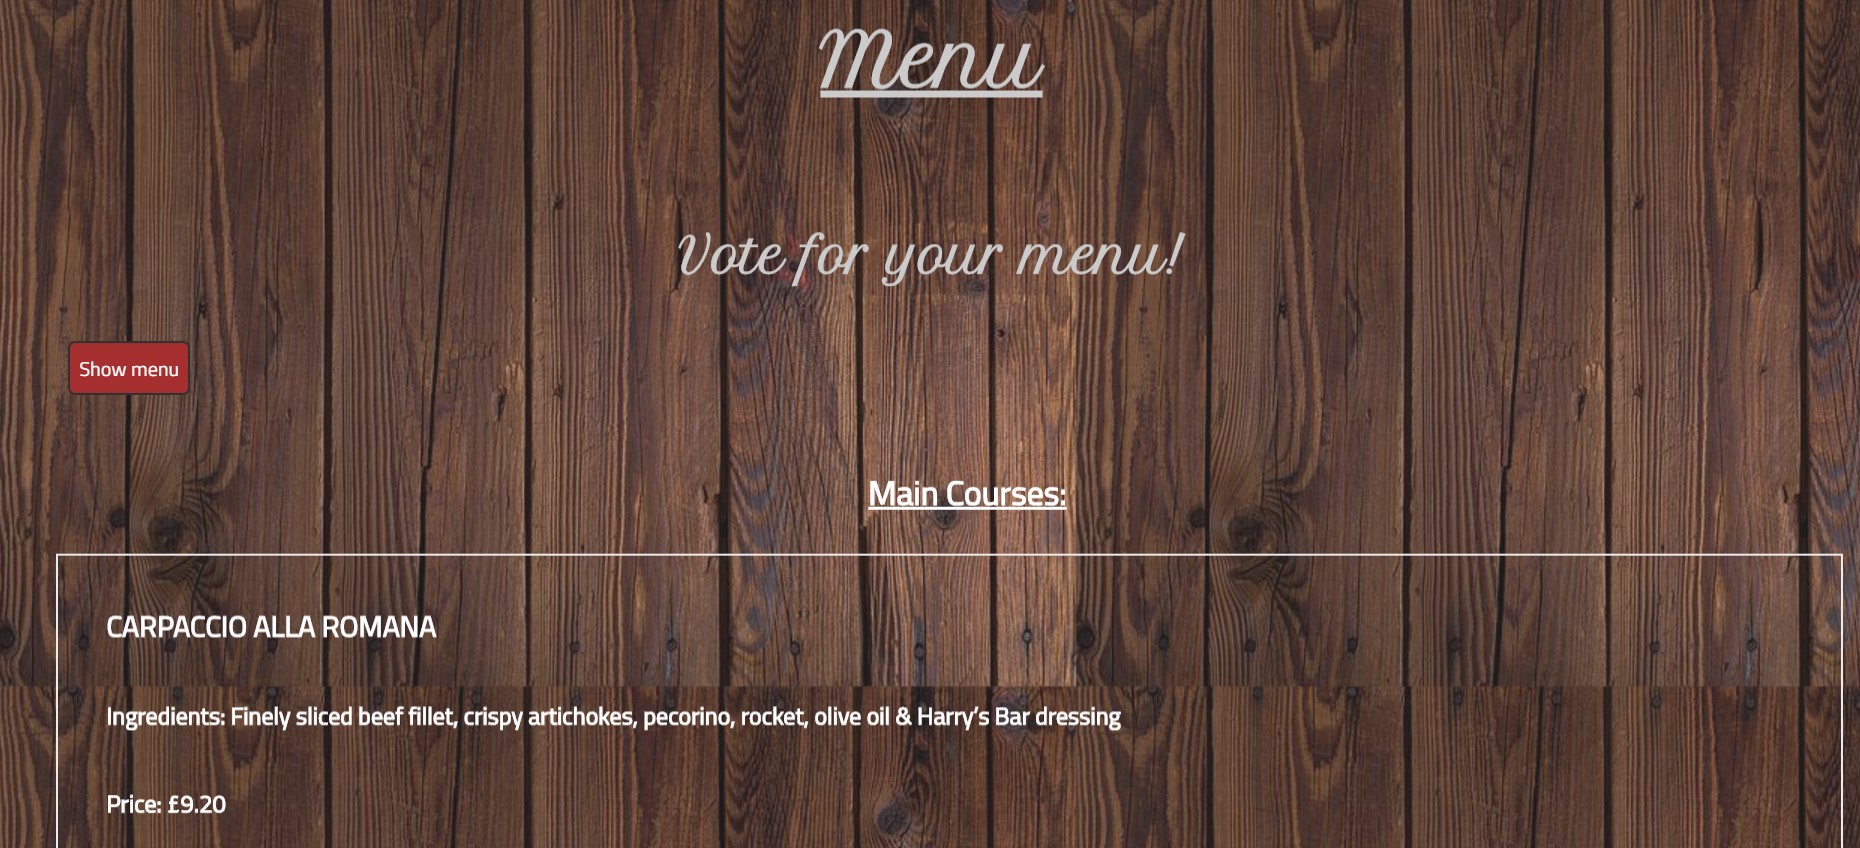 Menu
Vote for your menu!
Show menu
Main Courses:
CARPACCIO ALLA ROMANA
Ingredients: Finely sliced beef fillet, crispy artichokes, pecorino, rocket, olive oil & Harry’s Bar dressing
Price: £9.20